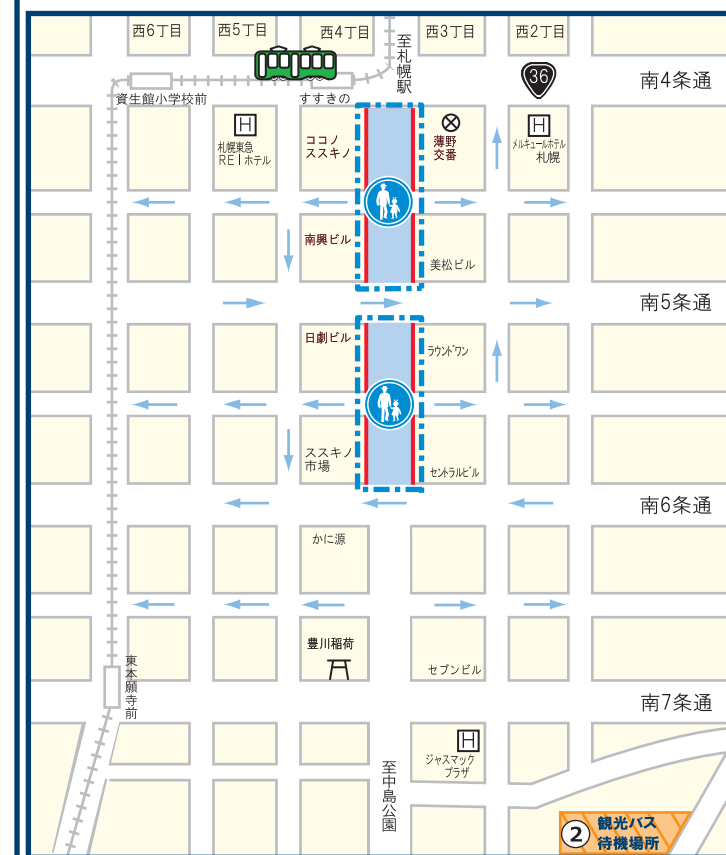 西6丁目
西5丁目
西4丁目
西3丁目
西2丁目
至札幌駅
36
南4条通
資生館小学校前
すすきの
H
札幌東急
REIホテル
ココノ
ススキノ
薄野
交番
H
メルキュールホテル
札幌
南興ビル
美松ビル
南5条通
日劇ビル
ラウンドワン
ススキノ
市場
セントラルビル
南6条通
かに源
豊川稲荷
セブンビル
東本願寺前
南7条通
H
ジャスマック
プラザ
至中島公園
② 観光バス
待機場所